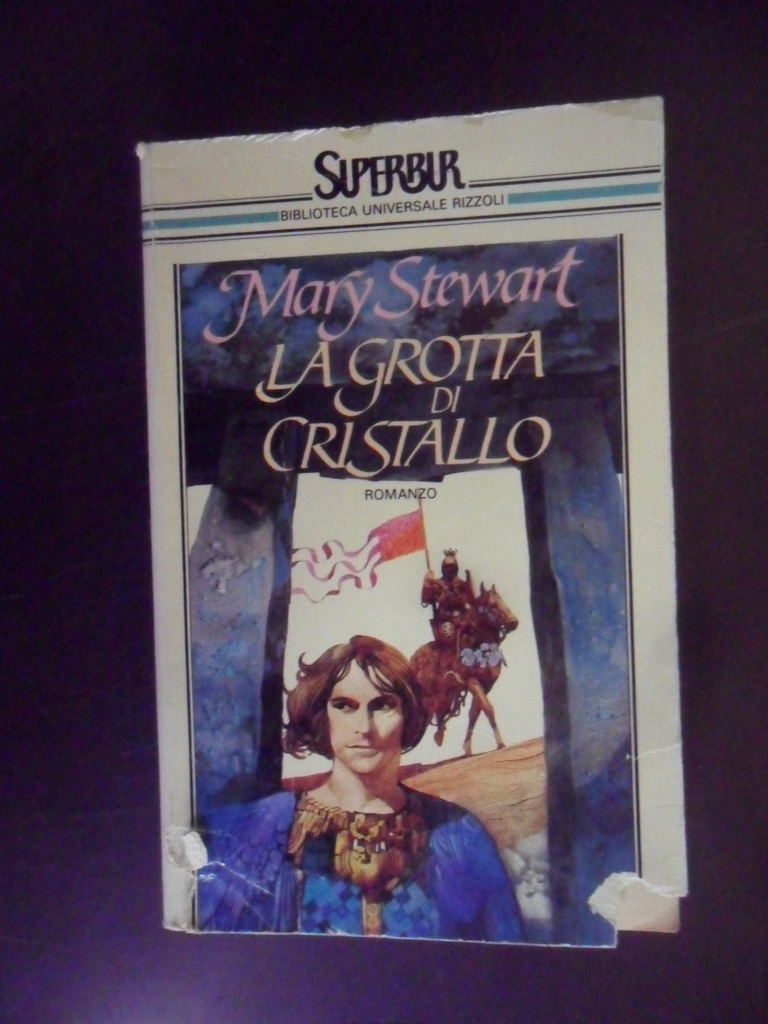 SUPERBUR
BIBLIOTECA UNIVERSALE RIZZOLI
Mary Stewart
LA GROTTA
DI
CRISTALLO
ROMANZO